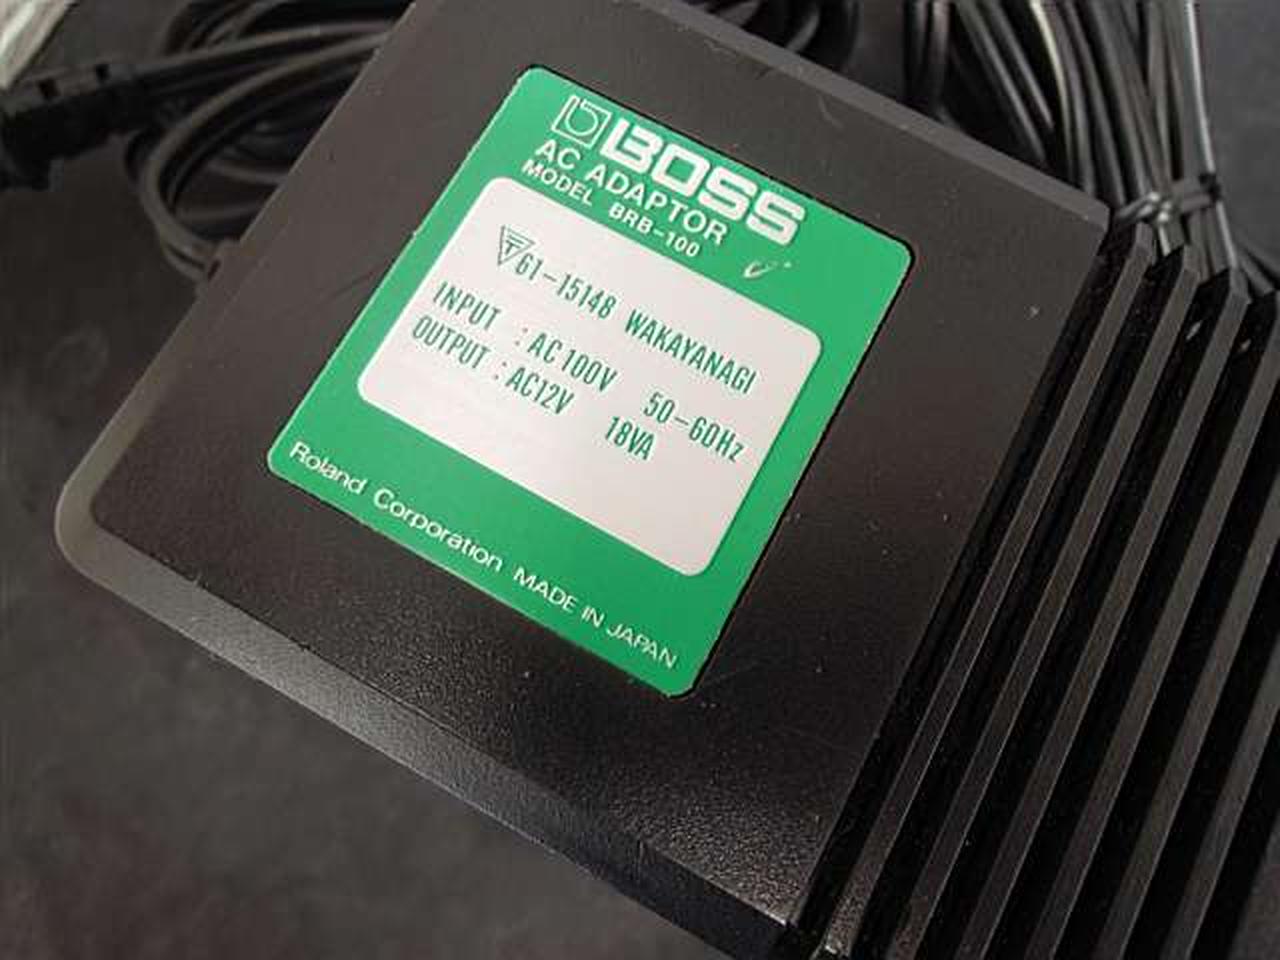 BOSS
AC ADAPTOR
MODEL BRB-100
T 61-15148 WAKAYANAGI
INPUT : AC100V 50-60Hz
OUTPUT : AC12V 18VA
Roland Corporation MADE IN JAPAN